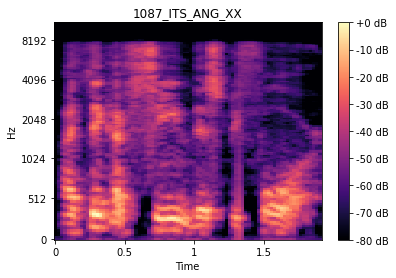 1087_ITS_ANG_XX
+0 dB
8192
-10 dB
4096
-20 dB
-30 dB
2048
Hz
-40 dB
1024
-50 dB
512
-60 dB
-70 dB
0
-80 dB
0 0.5 1 1.5
Time